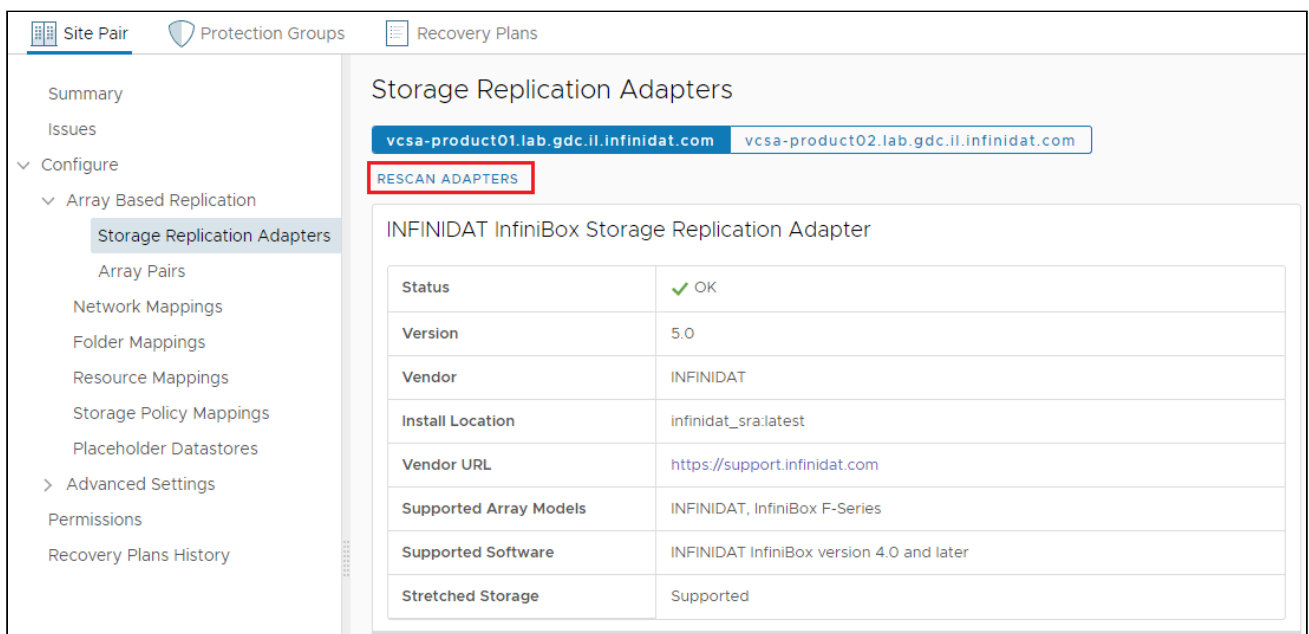 Site Pair Protection Groups Recovery Plans
Summary
Issues
Configure
Array Based Replication
Storage Replication Adapters
Array Pairs
Network Mappings
Folder Mappings
Resource Mappings
Storage Policy Mappings
Placeholder Datastores
Advanced Settings
Permissions
Recovery Plans History
Storage Replication Adapters
vcsa-product01.lab.gdc.il.infinidat.com vcsa-product02.lab.gdc.il.infinidat.com
RESCAN ADAPTERS
INFINIDAT InfiniBox Storage Replication Adapter
Status OK
Version 5.0
Vendor INFINIDAT
Install Location infinidat_sra:latest
Vendor URL https://support.infinidat.com
Supported Array Models INFINIDAT, InfiniBox F-Series
Supported Software INFINIDAT InfiniBox version 4.0 and later
Stretched Storage Supported